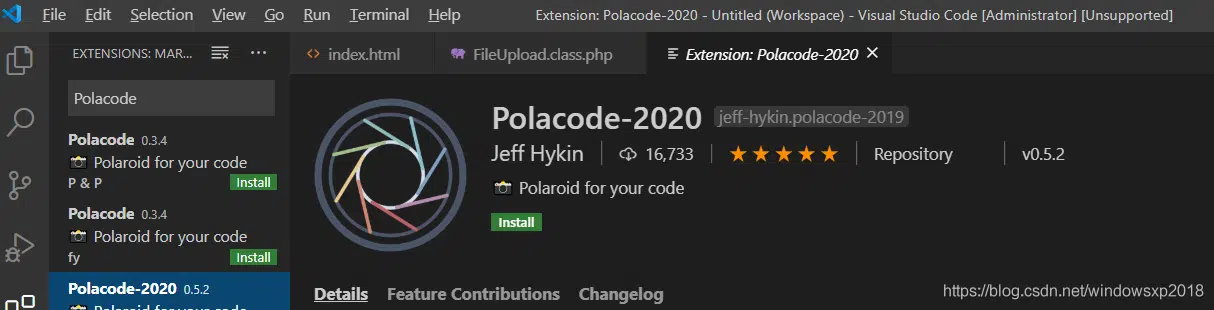 File Edit Selection View Go Run Terminal Help Extension: Polacode-2020 - Untitled (Workspace) - Visual Studio Code [Administrator] [Unsupported]
EXTENSIONS: MAR...
Polacode
Polacode 0.3.4
Polaroid for your code
P & P Install
Polacode 0.3.4
Polaroid for your code
fy Install
Polacode-2020 0.5.2
Polaroid for your code
index.html FileUpload.class.php Extension: Polacode-2020
Polacode-2020 jeff-hykin.polacode-2019
Jeff Hykin 16,733 Repository v0.5.2
Polaroid for your code
Install
Details Feature Contributions Changelog
https://blog.csdn.net/windowsxp2018